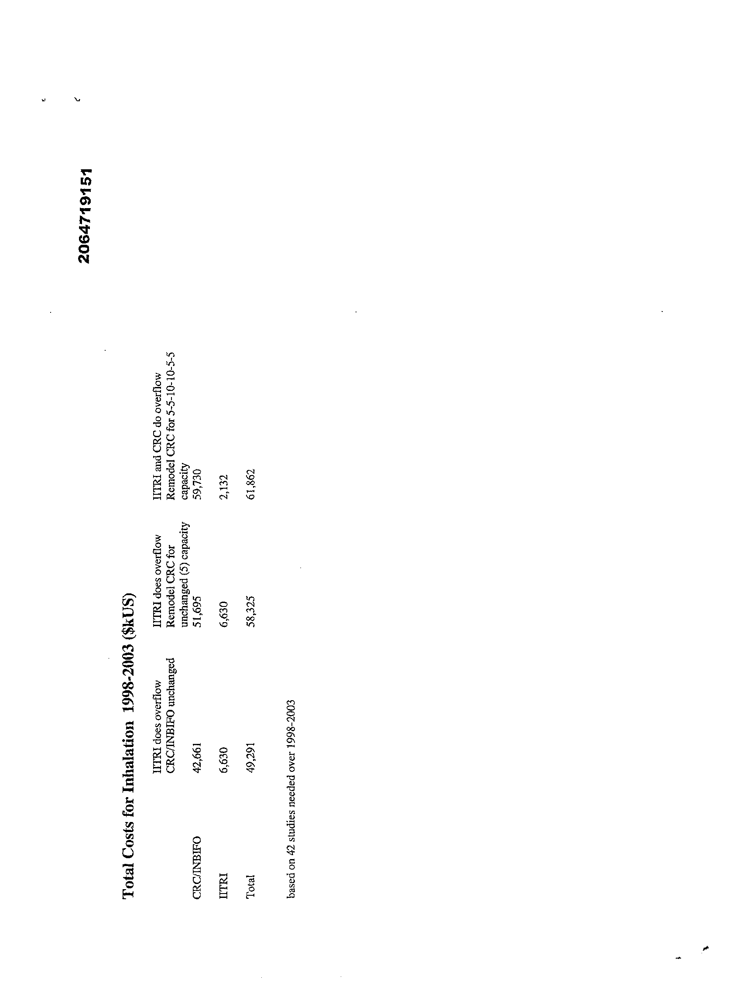 2064719151
Total Costs for Inhalation 1998-2003 ($kUS)
IITRI does overflow IITRI does overflow IITRI and CRC do overflow
CRC/INBIFO unchanged Remodel CRC for Remodel CRC for 5-5-10-10-5-5
unchanged (5) capacity capacity
CRC/INBIFO 42,661 51,695 59,730
IITRI 6,630 6,630 2,132
Total 49,291 58,325 61,862
based on 42 studies needed over 1998-2003